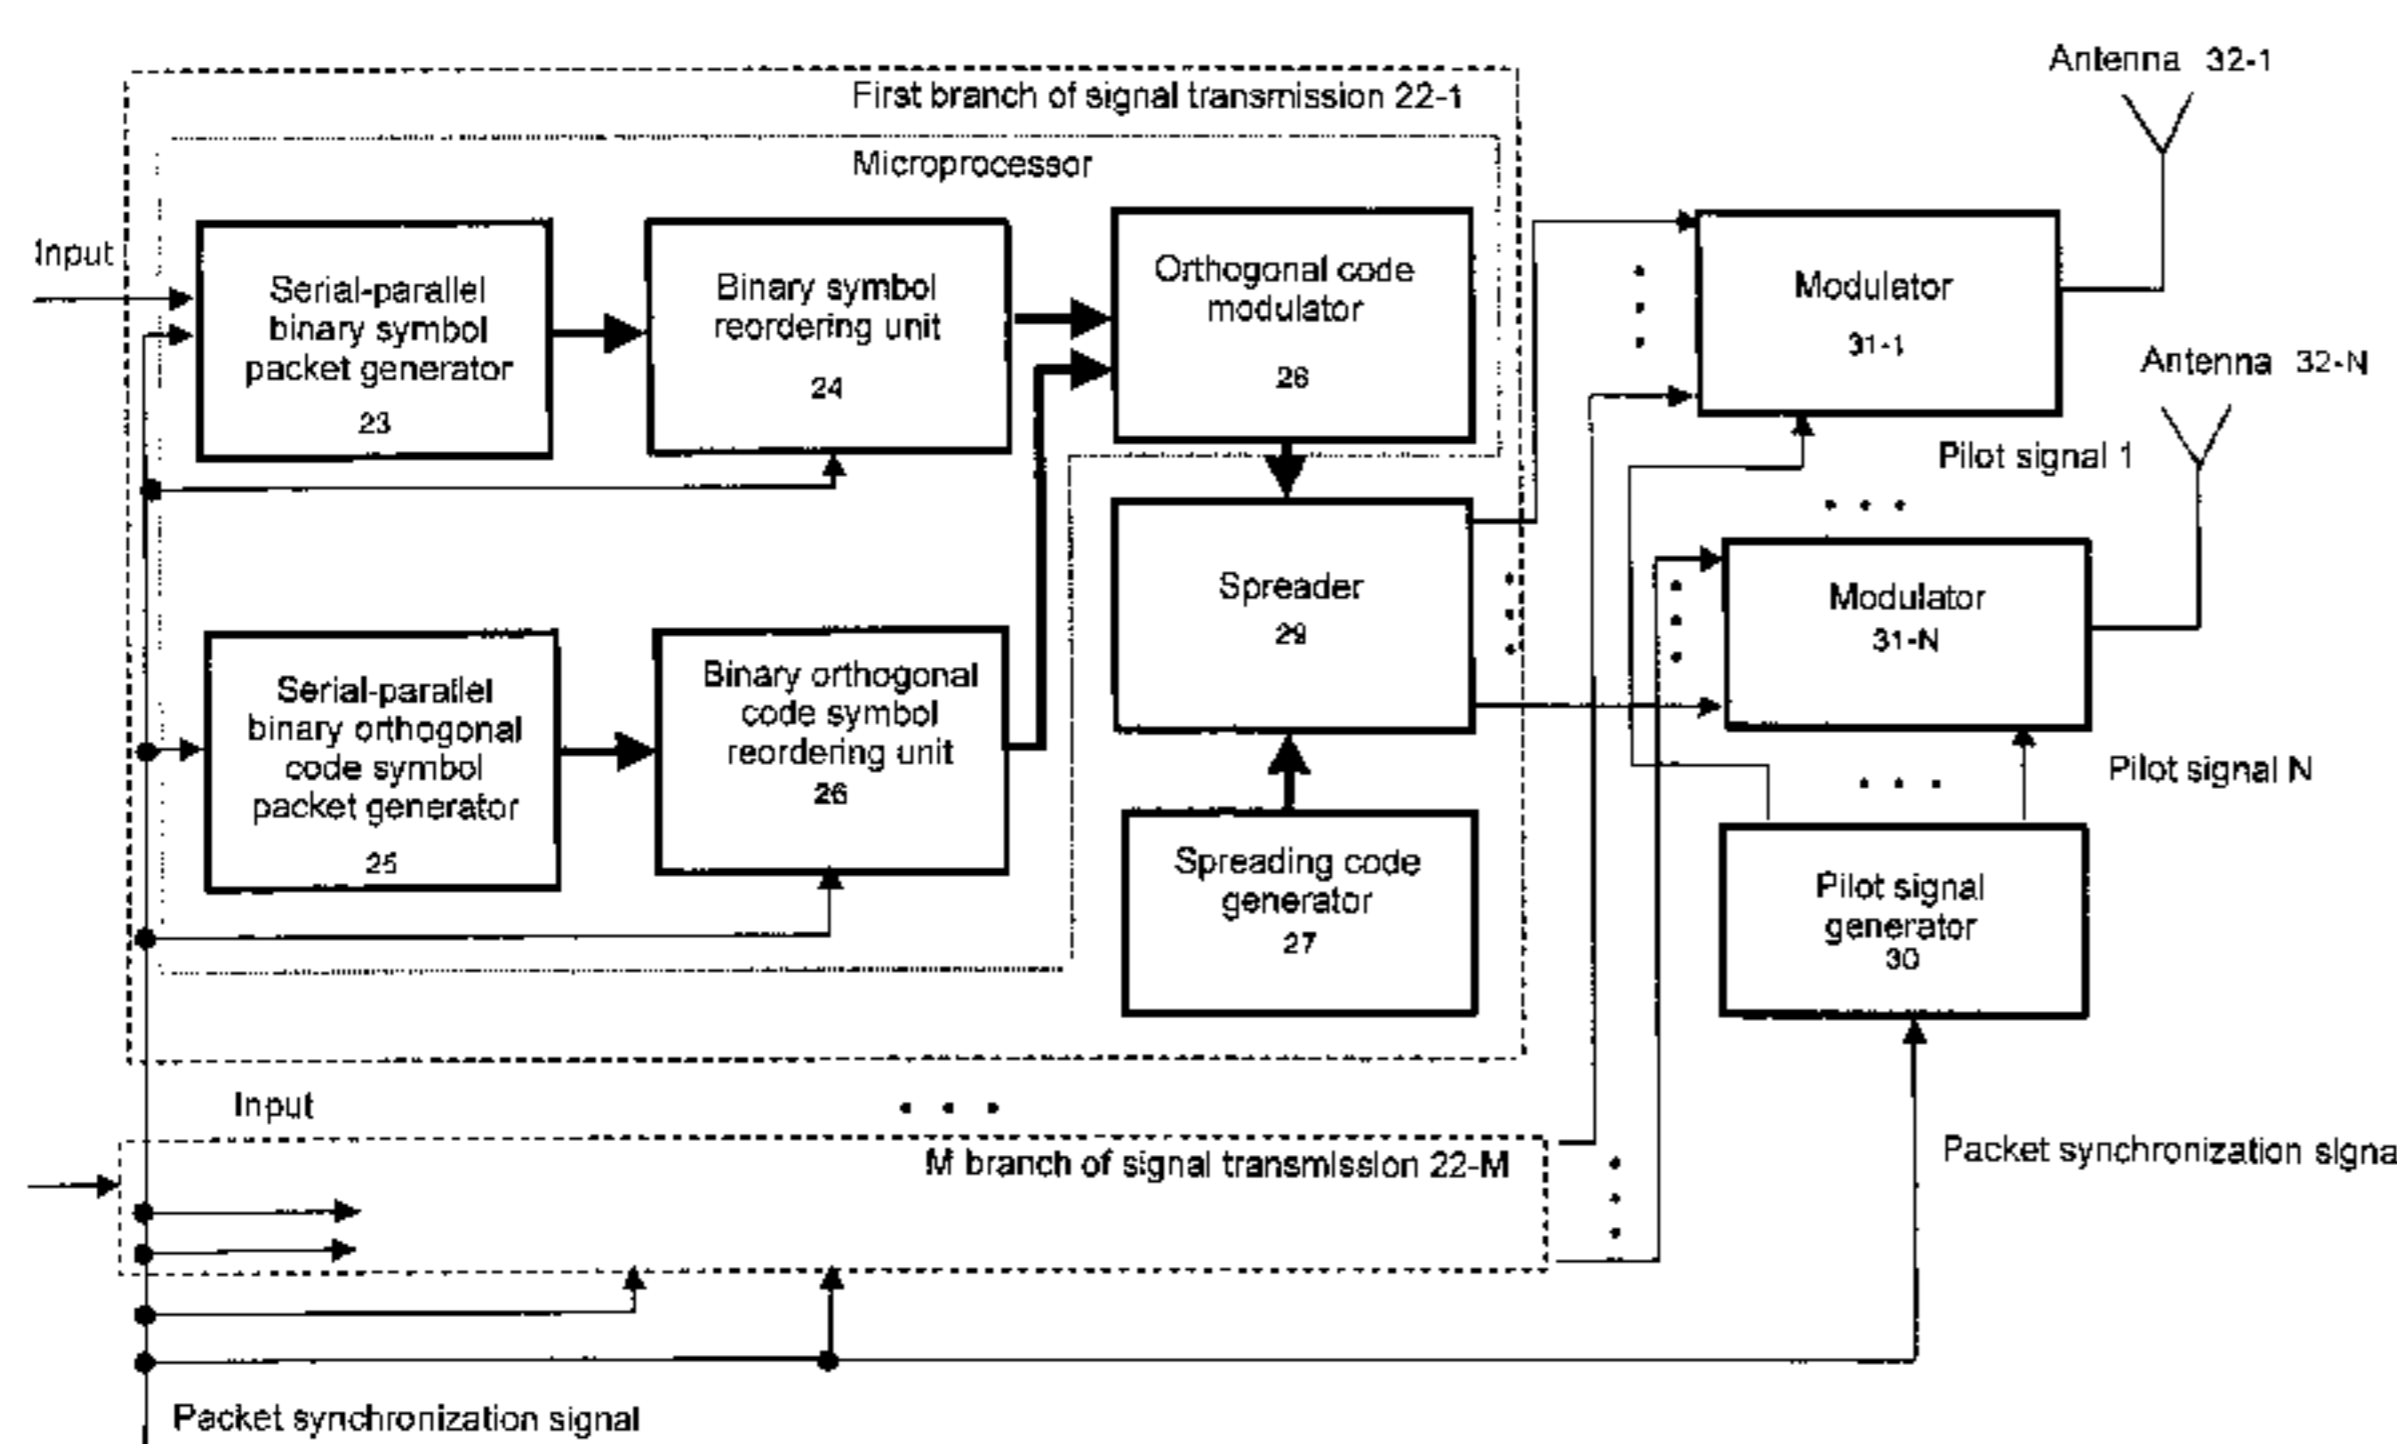 Antenna 32-1
First branch of signal transmission 22-1
Microprocessor
Input
Serial-parallel
binary symbol
packet generator
23
Binary symbol
reordering unit
24
Orthogonal code
modulator
28
Modulator
31-1
Antenna 32-N
Pilot signal 1
Spreader
29
Modulator
31-N
Serial-parallel
binary orthogonal
code symbol
packet generator
25
Binary orthogonal
code symbol
reordering unit
26
Pilot signal N
Spreading code
generator
27
Pilot signal
generator
30
Input
M branch of signal transmission 22-M
Packet synchronization signa
Packet synchronization signal